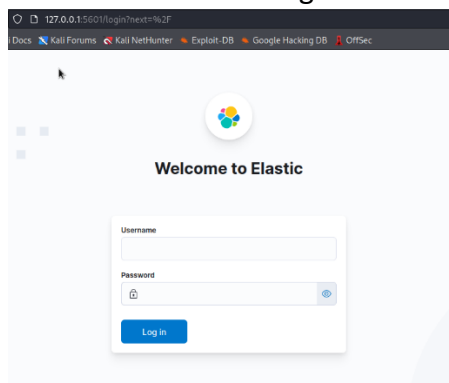 127.0.0.1:5601/login?next=%2F
Docs Kali Forums Kali NetHunter Exploit-DB Google Hacking DB OffSec
Welcome to Elastic
Username
Password
Log in